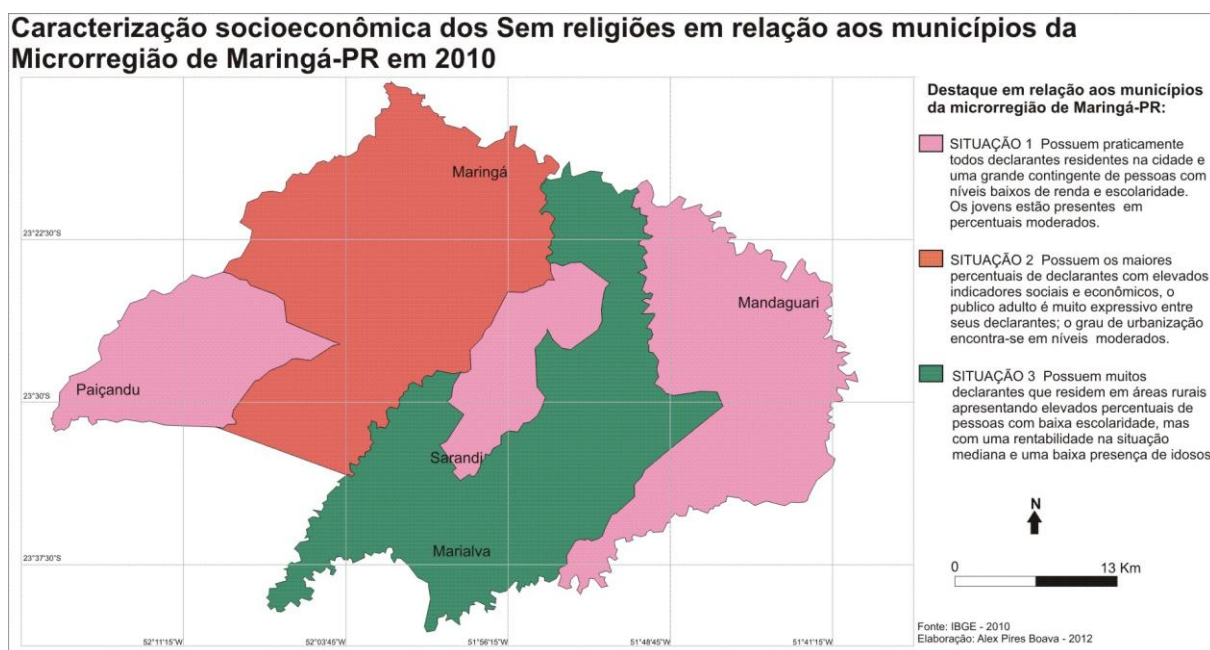 Caracterização socioeconômica dos Sem religiões em relação aos municípios da
Microrregião de Maringá-PR em 2010
Destaque em relação aos municípios
da microrregião de Maringá-PR:
SITUAÇÃO 1 Possuem praticamente
todos declarantes residentes na cidade e
uma grande contingente de pessoas com
níveis baixos de renda e escolaridade.
Os jovens estão presentes em
percentuais moderados.
SITUAÇÃO 2 Possuem os maiores
percentuais de declarantes com elevados
indicadores sociais e econômicos, o
publico adulto é muito expressivo entre
seus declarantes; o grau de urbanização
encontra-se em níveis moderados.
SITUAÇÃO 3 Possuem muitos
declarantes que residem em áreas rurais
apresentando elevados percentuais de
pessoas com baixa escolaridade, mas
com uma rentabilidade na situação
mediana e uma baixa presença de idosos
Maringá
Mandaguari
Paiçandu
Sarandi
Marialva
23°22'30"S
23°30'S
23°37'30"S
52°11'15"W
52°03'45"W
51°56'15"W
51°48'45"W
51°41'15"W
N
0
13 Km
Fonte: IBGE - 2010
Elaboração: Alex Pires Boava - 2012